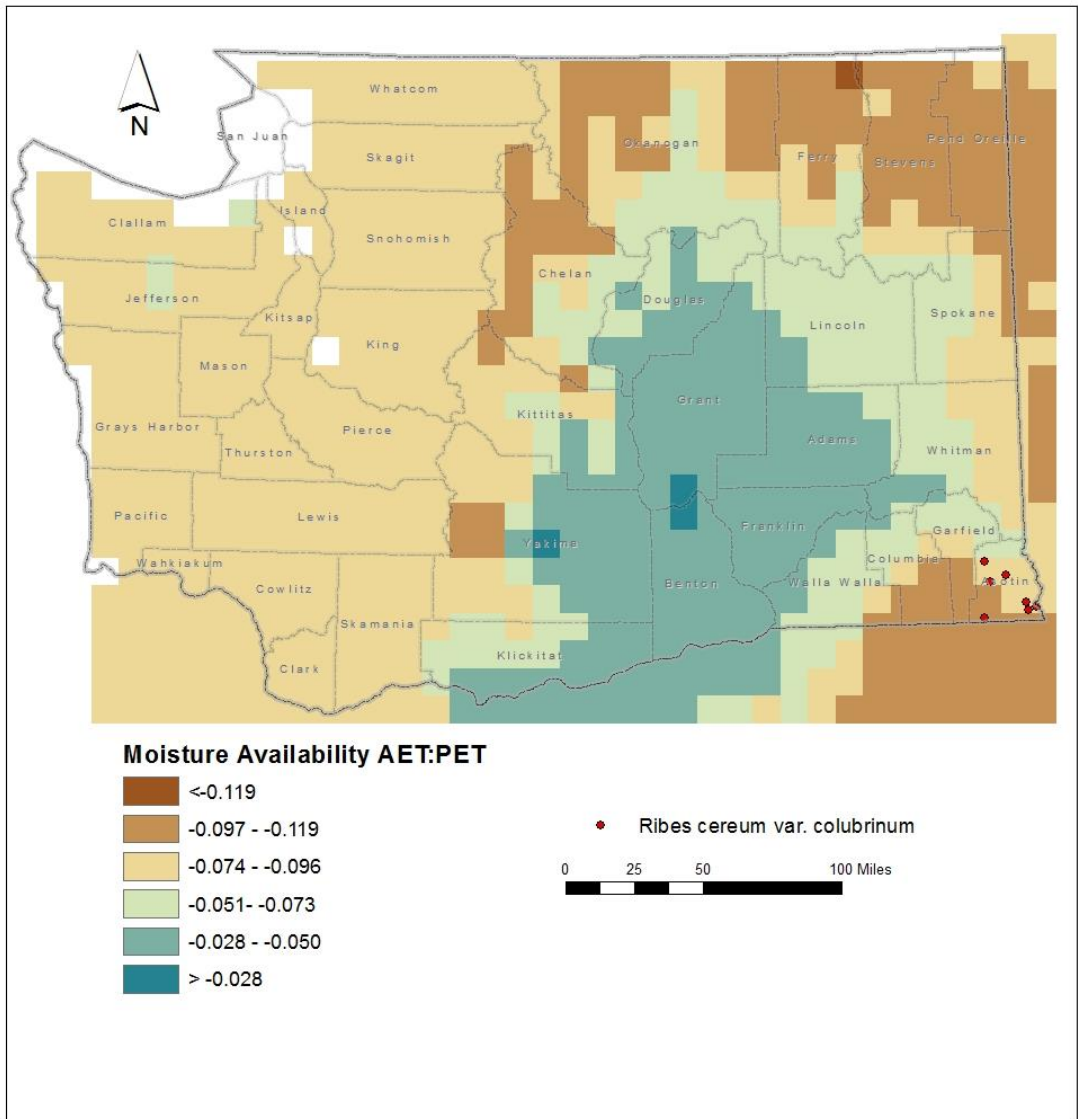 N
Whatcom
San Juan
Okanogan
Pend Oreille
Skagit
Ferry
Stevens
Island
Clallam
Snohomish
Chelan
Jefferson
Douglas
Kitsap
Lincoln
Spokane
King
Mason
Grant
Kittitas
Grays Harbor
Pierce
Adams
Thurston
Whitman
Pacific
Lewis
Franklin
Garfield
Yakima
Columbia
Wahkiakum
Cowlitz
Benton
Walla Walla
Asotin
Skamania
Klickitat
Clark
Moisture Availability AET:PET
<-0.119
-0.097 - -0.119
-0.074 - -0.096
-0.051- -0.073
-0.028 - -0.050
> -0.028
Ribes cereum var. colubrinum
0 25 50 100 Miles